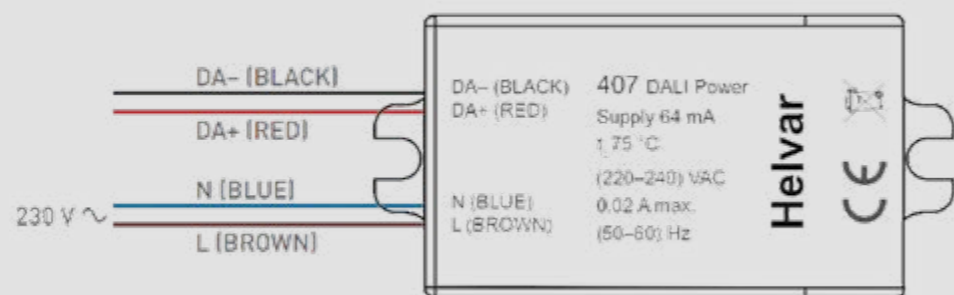 DA– (BLACK)
DA+ (RED)
N (BLUE)
230 V ~
L (BROWN)
DA– (BLACK)
DA+ (RED)
N (BLUE)
L (BROWN)
407 DALI Power
Supply 64 mA
75 °C
(220–240) VAC
0.02 A max.
(50–60) Hz
Helvar
CE